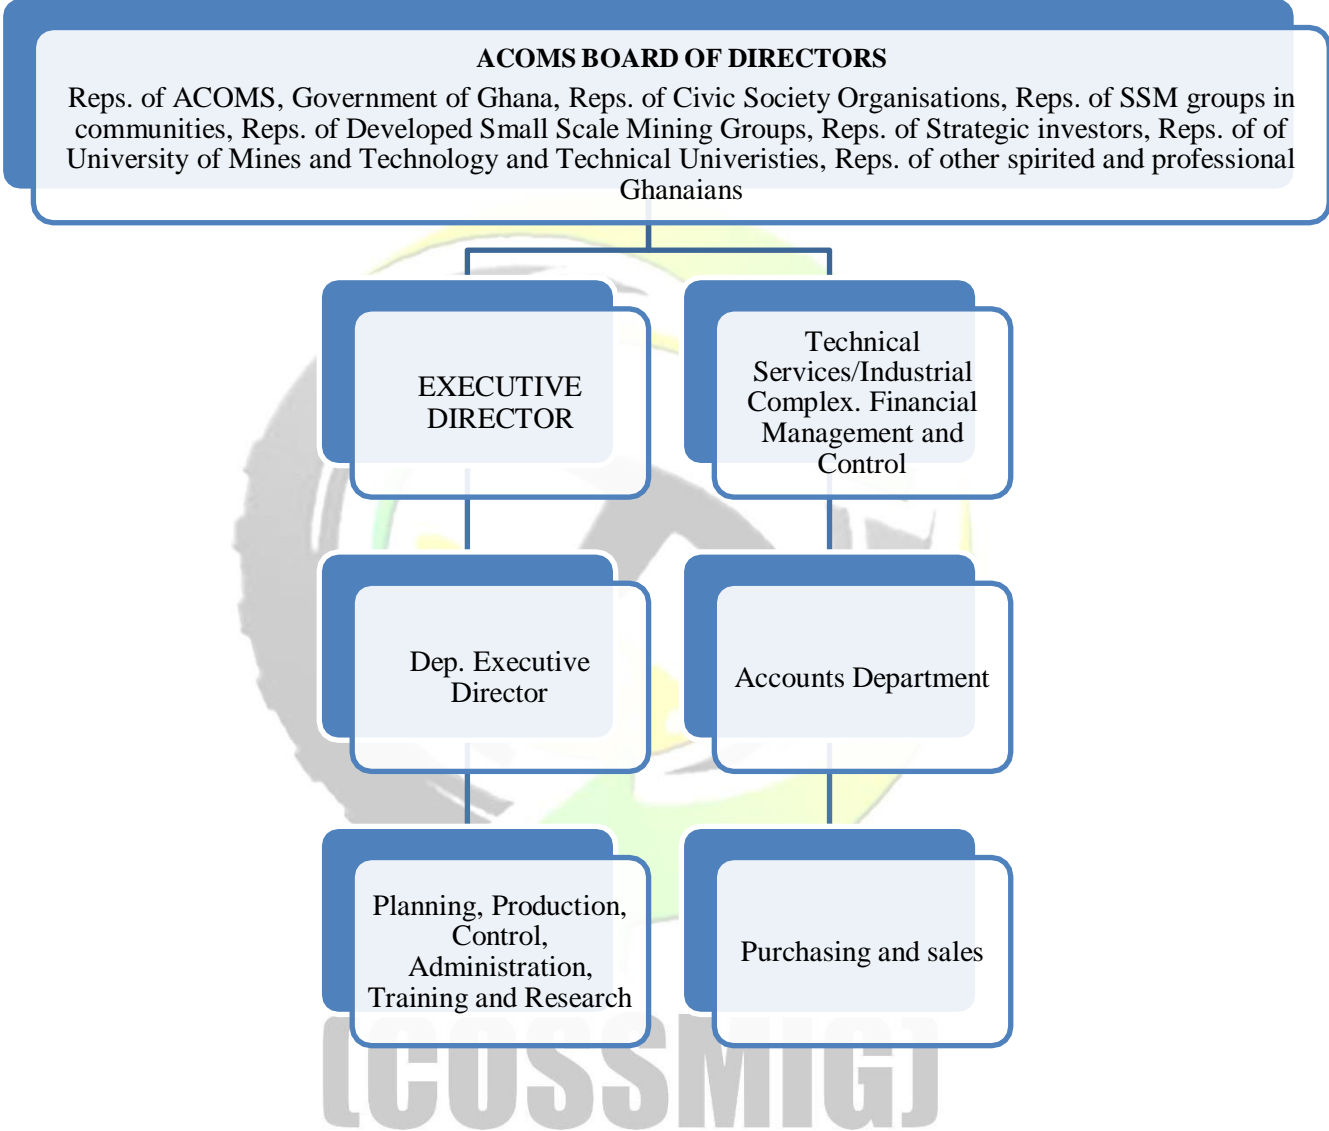 ACOMS BOARD OF DIRECTORS
Reps. of ACOMS, Government of Ghana, Reps. of Civic Society Organisations, Reps. of SSM groups in
communities, Reps. of Developed Small Scale Mining Groups, Reps. of Strategic investors, Reps. of of
University of Mines and Technology and Technical Univeristies, Reps. of other spirited and professional
Ghanaians
EXECUTIVE
DIRECTOR
Technical
Services/Industrial
Complex. Financial
Management and
Control
Dep. Executive
Director
Accounts Department
Planning, Production,
Control,
Administration,
Training and Research
Purchasing and sales
(COSSMIG)